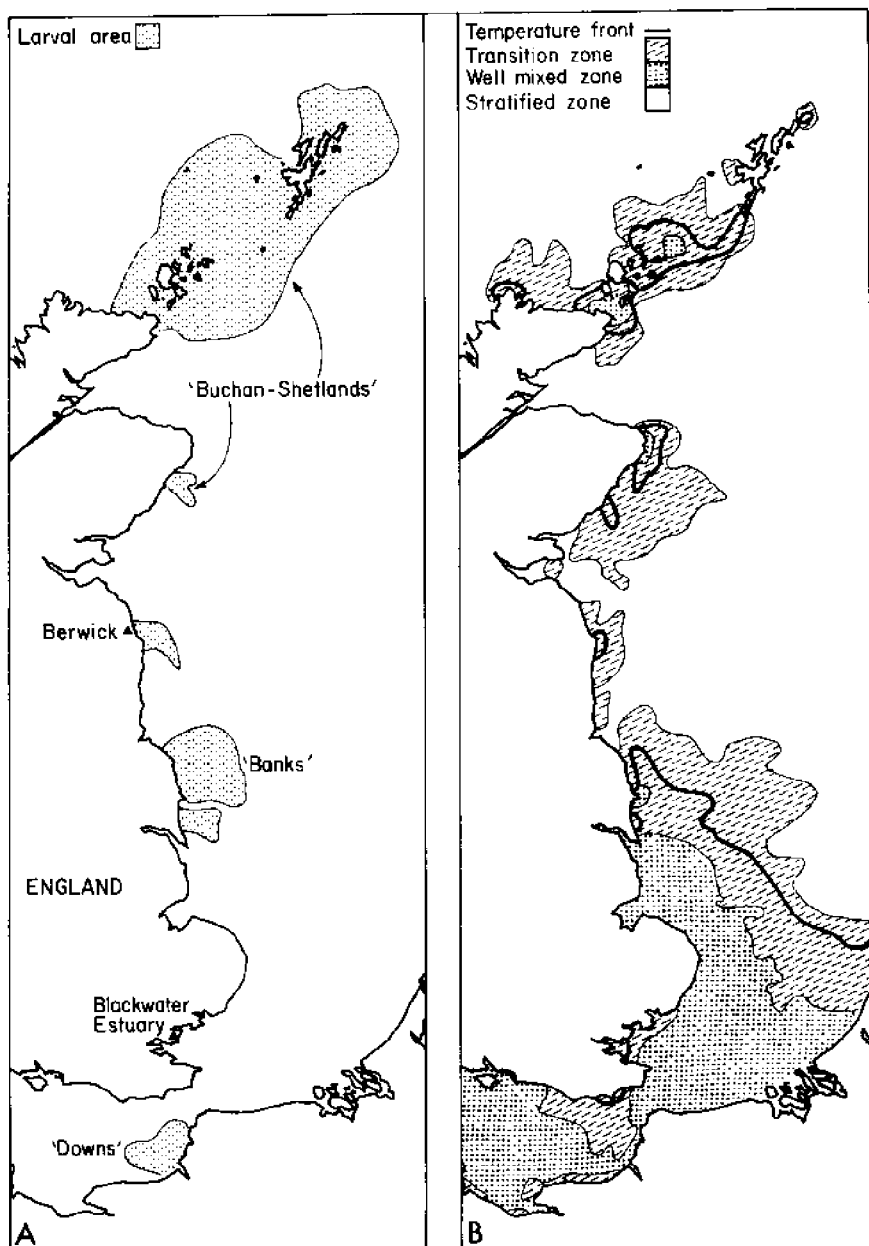 Larval area
'Buchan-Shetlands'
Berwick
'Banks'
ENGLAND
Blackwater
Estuary
'Downs'
A
Temperature front
Transition zone
Well mixed zone
Stratified zone
B